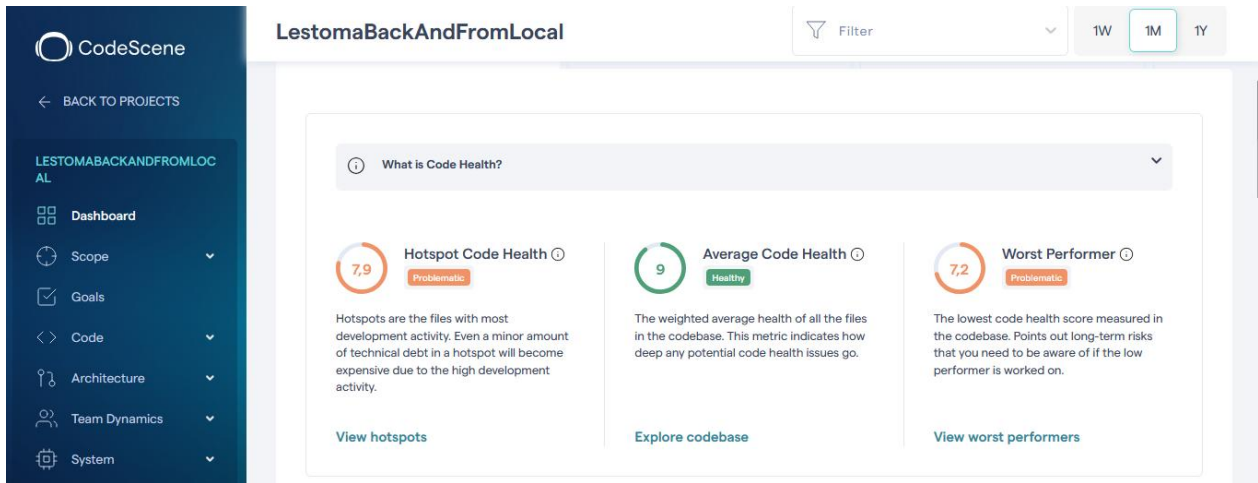 CodeScene
BACK TO PROJECTS
LESTOMABACKANDFROMLOC
AL
Dashboard
Scope
Goals
Code
Architecture
Team Dynamics
System
LestomaBackAndFromLocal
Filter
1W
1M
1Y
What is Code Health?
7,9
Hotspot Code Health
Problematic
Hotspots are the files with most
development activity. Even a minor amount
of technical debt in a hotspot will become
expensive due to the high development
activity.
View hotspots
9
Average Code Health
Healthy
The weighted average health of all the files
in the codebase. This metric indicates how
deep any potential code health issues go.
Explore codebase
7,2
Worst Performer
Problematic
The lowest code health score measured in
the codebase. Points out long-term risks
that you need to be aware of if the low
performer is worked on.
View worst performers